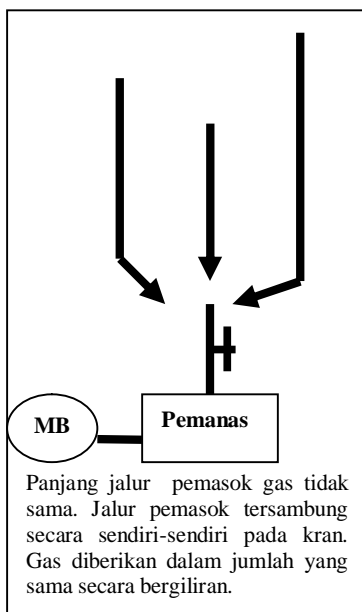 MB
Pemanas
Panjang jalur pemasok gas tidak
sama. Jalur pemasok tersambung
secara sendiri-sendiri pada kran.
Gas diberikan dalam jumlah yang
sama secara bergiliran.